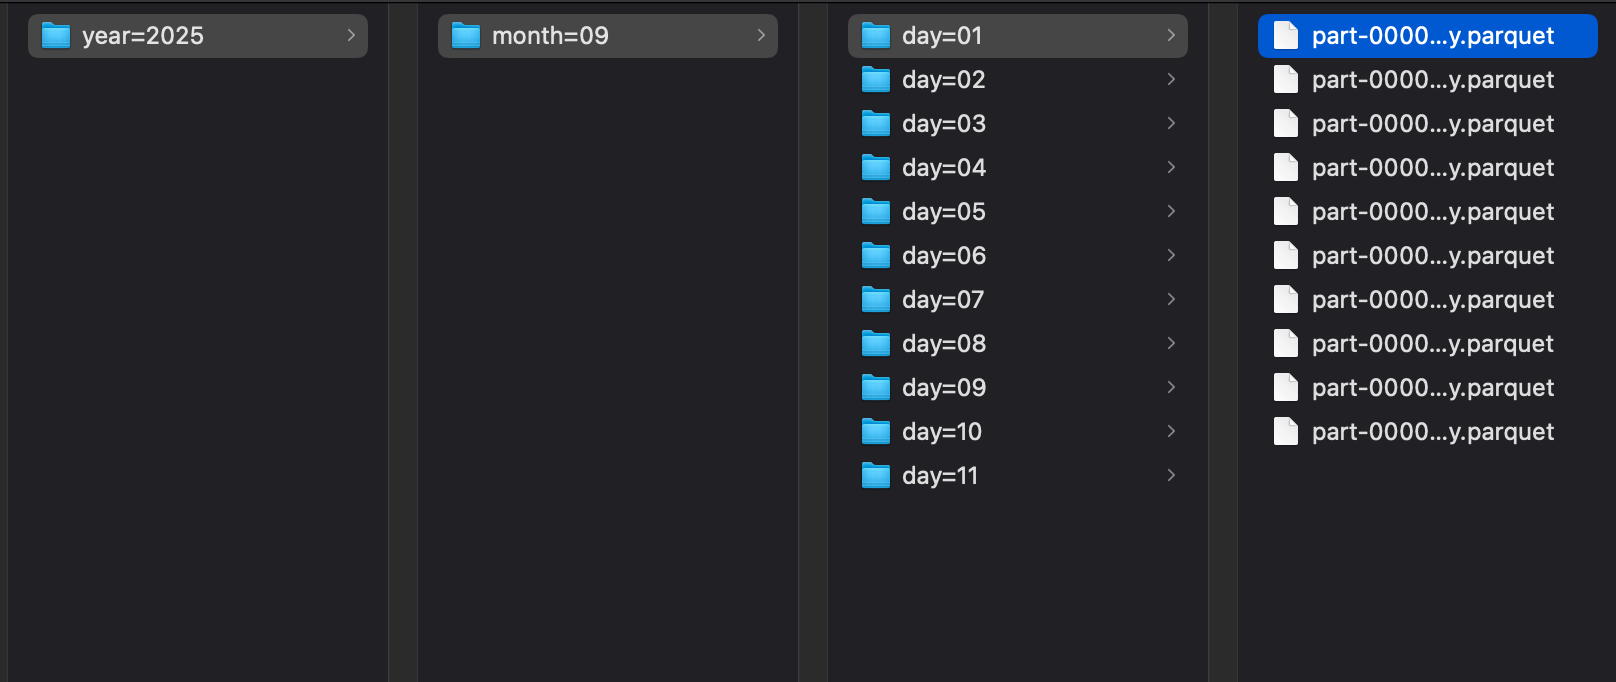 year=2025
month=09
day=01
day=02
day=03
day=04
day=05
day=06
day=07
day=08
day=09
day=10
day=11
part-0000...y.parquet
part-0000...y.parquet
part-0000...y.parquet
part-0000...y.parquet
part-0000...y.parquet
part-0000...y.parquet
part-0000...y.parquet
part-0000...y.parquet
part-0000...y.parquet
part-0000...y.parquet